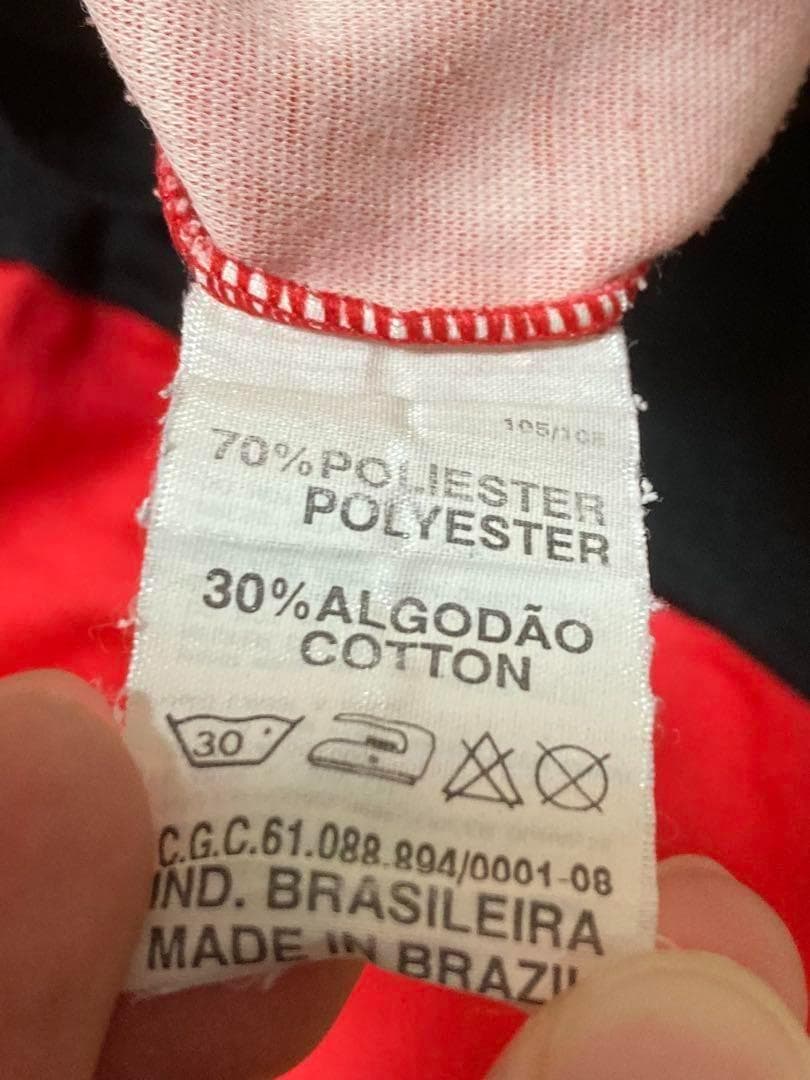 70%POLIESTER
POLYESTER
30%ALGODÃO
COTTON
30
C.G.C.61.088.894/0001-08
IND. BRASILEIRA
MADE IN BRAZIL